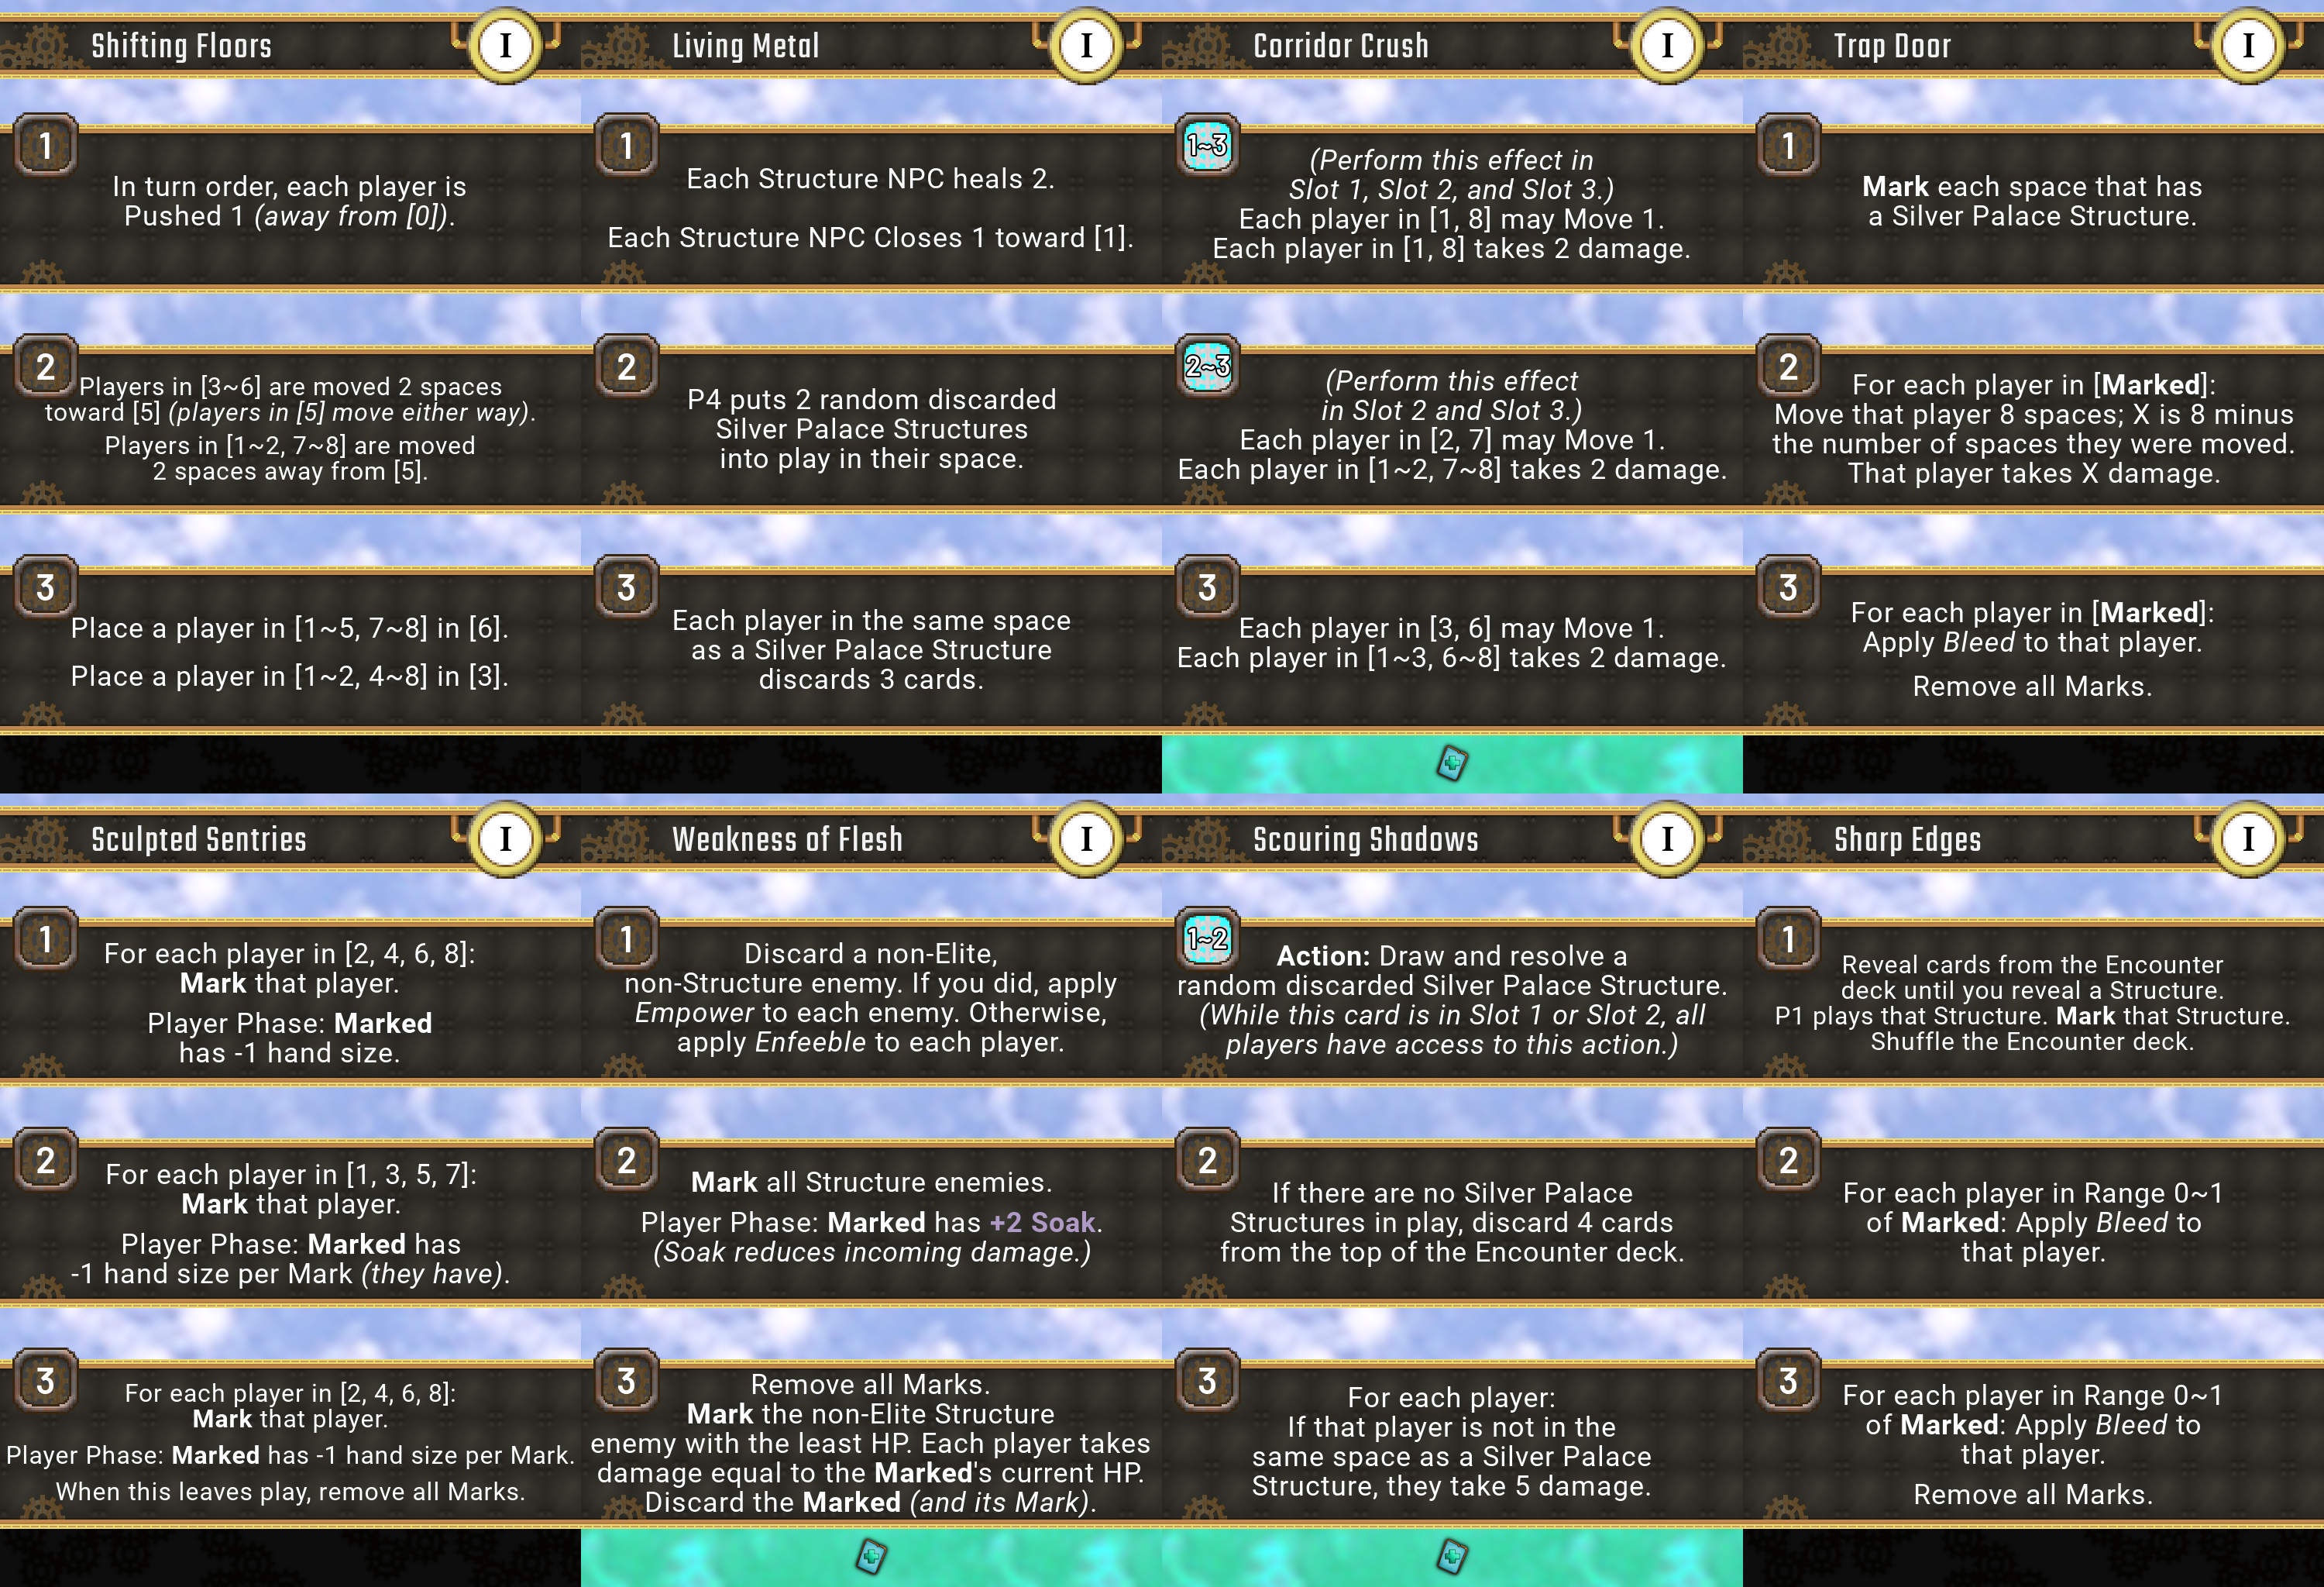 Shifting Floors
I
1
In turn order, each player is
Pushed 1 (away from [0]).
2
Players in [3~6] are moved 2 spaces
toward [5] (players in [5] move either way).
Players in [1~2, 7~8] are moved
2 spaces away from [5].
3
Place a player in [1~5, 7~8] in [6].
Place a player in [1~2, 4~8] in [3].
Living Metal
I
1
Each Structure NPC heals 2.
Each Structure NPC Closes 1 toward [1].
2
P4 puts 2 random discarded
Silver Palace Structures
into play in their space.
3
Each player in the same space
as a Silver Palace Structure
discards 3 cards.
Corridor Crush
I
1~3
(Perform this effect in
Slot 1, Slot 2, and Slot 3.)
Each player in [1, 8] may Move 1.
Each player in [1, 8] takes 2 damage.
2~3
(Perform this effect
in Slot 2 and Slot 3.)
Each player in [2, 7] may Move 1.
Each player in [1~2, 7~8] takes 2 damage.
3
Each player in [3, 6] may Move 1.
Each player in [1~3, 6~8] takes 2 damage.
Trap Door
I
1
Mark each space that has
a Silver Palace Structure.
2
For each player in [Marked]:
Move that player 8 spaces; X is 8 minus
the number of spaces they were moved.
That player takes X damage.
3
For each player in [Marked]:
Apply Bleed to that player.
Remove all Marks.
Sculpted Sentries
I
1
For each player in [2, 4, 6, 8]:
Mark that player.
Player Phase: Marked
has -1 hand size.
2
For each player in [1, 3, 5, 7]:
Mark that player.
Player Phase: Marked has
-1 hand size per Mark (they have).
3
For each player in [2, 4, 6, 8]:
Mark that player.
Player Phase: Marked has -1 hand size per Mark.
When this leaves play, remove all Marks.
Weakness of Flesh
I
1
Discard a non-Elite,
non-Structure enemy. If you did, apply
Empower to each enemy. Otherwise,
apply Enfeeble to each player.
2
Mark all Structure enemies.
Player Phase: Marked has +2 Soak.
(Soak reduces incoming damage.)
3
Remove all Marks.
Mark the non-Elite Structure
enemy with the least HP. Each player takes
damage equal to the Marked's current HP.
Discard the Marked (and its Mark).
Scouring Shadows
I
1~2
Action: Draw and resolve a
random discarded Silver Palace Structure.
(While this card is in Slot 1 or Slot 2, all
players have access to this action.)
2
If there are no Silver Palace
Structures in play, discard 4 cards
from the top of the Encounter deck.
3
For each player:
If that player is not in the
same space as a Silver Palace
Structure, they take 5 damage.
Sharp Edges
I
1
Reveal cards from the Encounter
deck until you reveal a Structure.
P1 plays that Structure. Mark that Structure.
Shuffle the Encounter deck.
2
For each player in Range 0~1
of Marked: Apply Bleed to
that player.
3
For each player in Range 0~1
of Marked: Apply Bleed to
that player.
Remove all Marks.